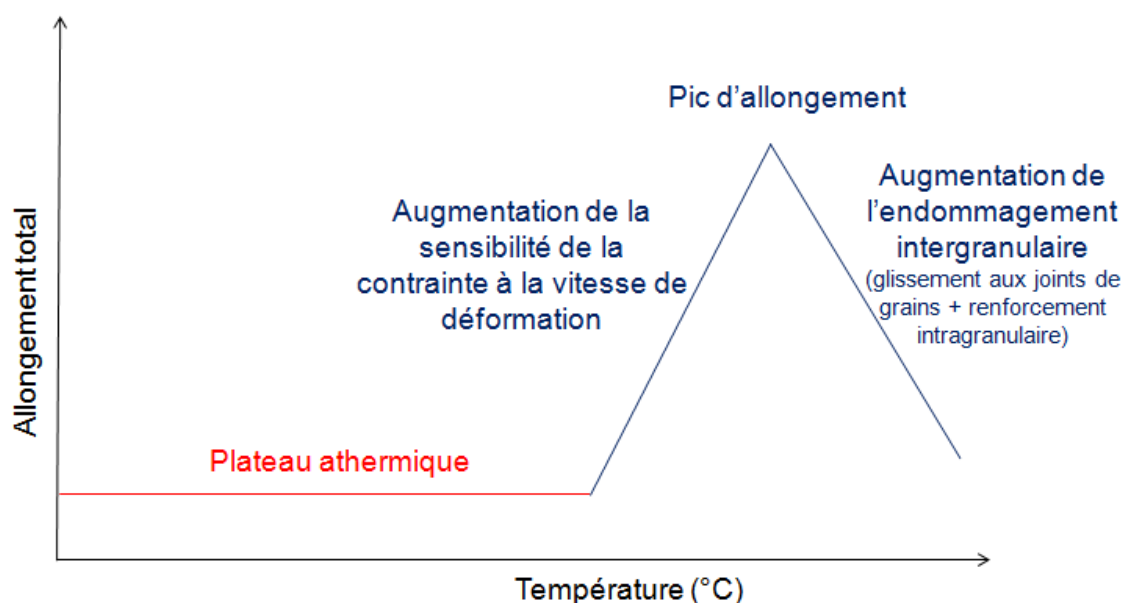 Pic d'allongement
Augmentation de la
sensibilité de la
contrainte à la vitesse de
déformation
Augmentation de
l'endommagement
intergranulaire
(glissement aux joints de
grains + renforcement
intragranulaire)
Allongement total
Plateau athermique
Température (°C)